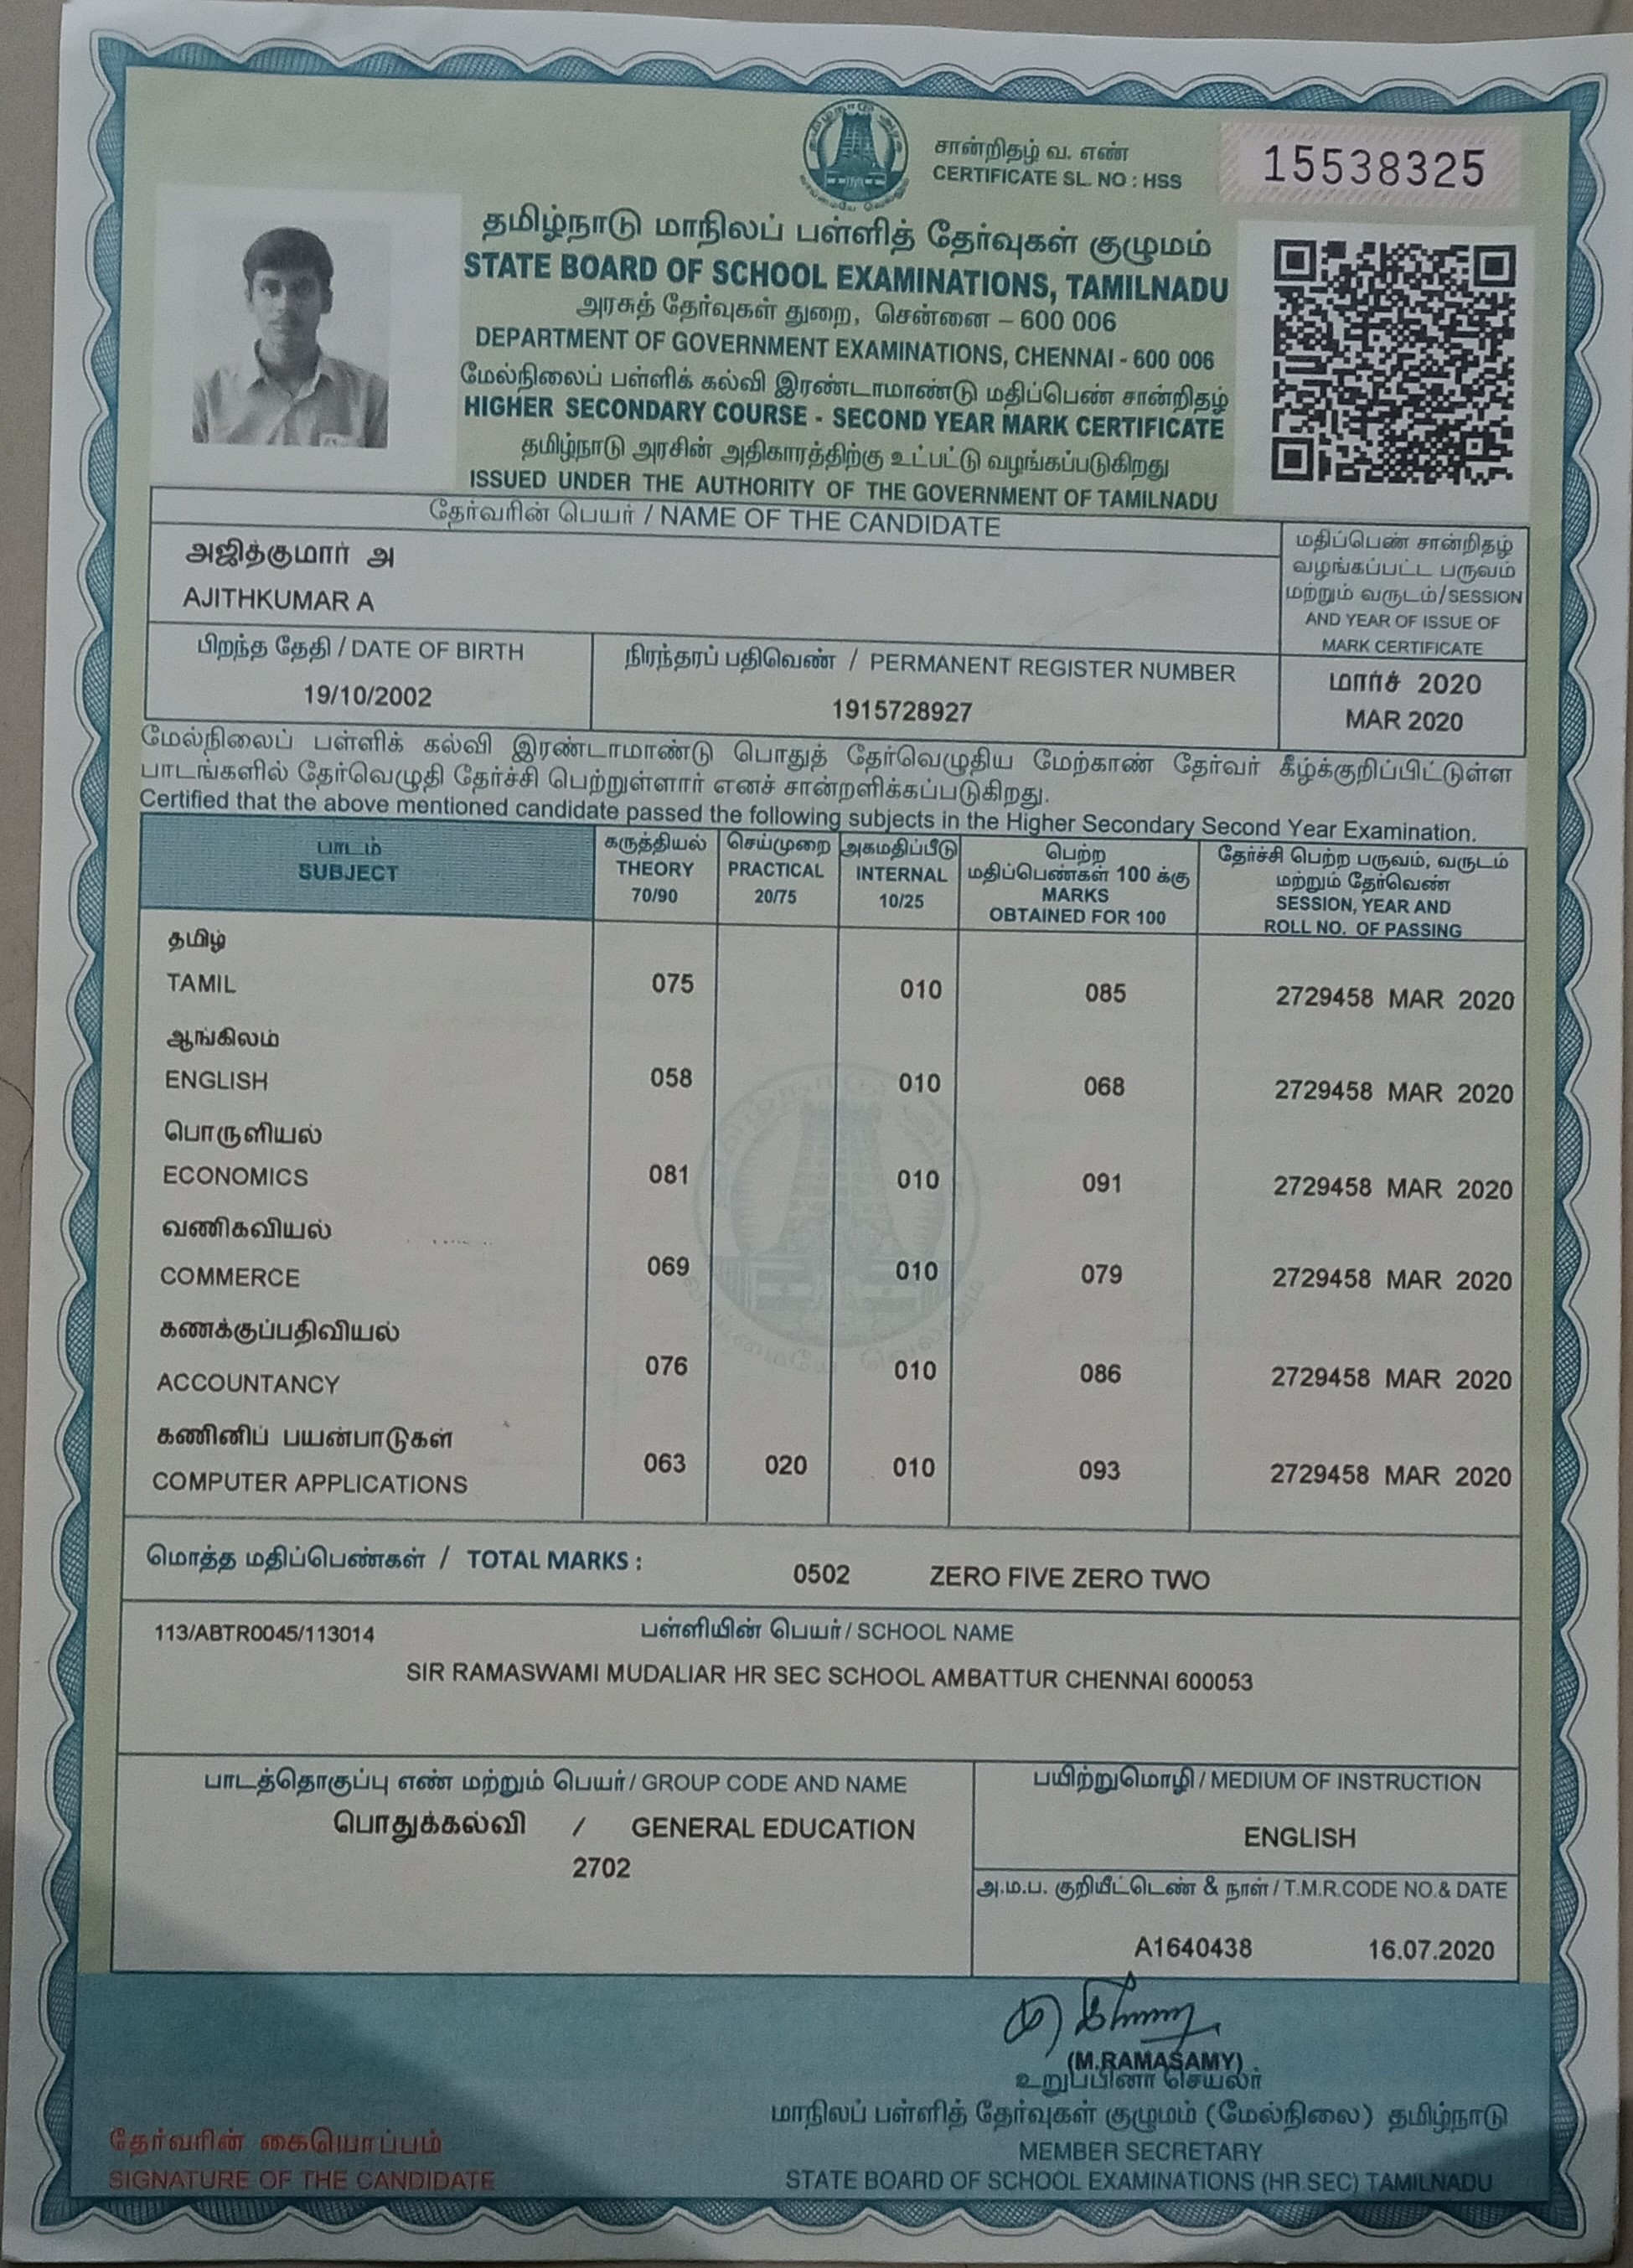 சான்றிதழ் வ. எண்
CERTIFICATE SL. NO : HSS
15538325
தமிழ்நாடு மாநிலப் பள்ளித் தேர்வுகள் குழுமம்
STATE BOARD OF SCHOOL EXAMINATIONS, TAMILNADU
அரசுத் தேர்வுகள் துறை, சென்னை – 600 006
DEPARTMENT OF GOVERNMENT EXAMINATIONS, CHENNAI - 600 006
மேல்நிலைப் பள்ளிக் கல்வி இரண்டாமாண்டு மதிப்பெண் சான்றிதழ்
HIGHER SECONDARY COURSE - SECOND YEAR MARK CERTIFICATE
தமிழ்நாடு அரசின் அதிகாரத்திற்கு உட்பட்டு வழங்கப்படுகிறது
ISSUED UNDER THE AUTHORITY OF THE GOVERNMENT OF TAMILNADU
தேர்வரின் பெயர் / NAME OF THE CANDIDATE
அஜித்குமார் அ
AJITHKUMAR A
மதிப்பெண் சான்றிதழ்
வழங்கப்பட்ட பருவம்
மற்றும் வருடம்/SESSION
AND YEAR OF ISSUE OF
MARK CERTIFICATE
பிறந்த தேதி / DATE OF BIRTH
19/10/2002
நிரந்தரப் பதிவெண் / PERMANENT REGISTER NUMBER
1915728927
மார்ச் 2020
MAR 2020
மேல்நிலைப் பள்ளிக் கல்வி இரண்டாமாண்டு பொதுத் தேர்வெழுதிய மேற்காண் தேர்வர் கீழ்க்குறிப்பிட்டுள்ள
பாடங்களில் தேர்வெழுதி தேர்ச்சி பெற்றுள்ளார் எனச் சான்றளிக்கப்படுகிறது.
Certified that the above mentioned candidate passed the following subjects in the Higher Secondary Second Year Examination.
பாடம்
SUBJECT
கருத்தியல்
THEORY
70/90
செய்முறை
PRACTICAL
20/75
அகமதிப்பீடு
INTERNAL
10/25
பெற்ற
மதிப்பெண்கள் 100 க்கு
MARKS
OBTAINED FOR 100
தேர்ச்சி பெற்ற பருவம், வருடம்
மற்றும் தேர்வெண்
SESSION, YEAR AND
ROLL NO. OF PASSING
தமிழ்
TAMIL 075 010 085 2729458 MAR 2020
ஆங்கிலம்
ENGLISH 058 010 068 2729458 MAR 2020
பொருளியல்
ECONOMICS 081 010 091 2729458 MAR 2020
வணிகவியல்
COMMERCE 069 010 079 2729458 MAR 2020
கணக்குப்பதிவியல்
ACCOUNTANCY 076 010 086 2729458 MAR 2020
கணினிப் பயன்பாடுகள்
COMPUTER APPLICATIONS 063 020 010 093 2729458 MAR 2020
மொத்த மதிப்பெண்கள் / TOTAL MARKS : 0502 ZERO FIVE ZERO TWO
113/ABTR0045/113014 பள்ளியின் பெயர் / SCHOOL NAME
SIR RAMASWAMI MUDALIAR HR SEC SCHOOL AMBATTUR CHENNAI 600053
பாடத்தொகுப்பு எண் மற்றும் பெயர் / GROUP CODE AND NAME
பொதுக்கல்வி / GENERAL EDUCATION
2702
பயிற்றுமொழி / MEDIUM OF INSTRUCTION
ENGLISH
அ.ம.ப. குறியீட்டெண் & நாள் / T.M.R.CODE NO.& DATE
A1640438 16.07.2020
(M.RAMASAMY)
உறுப்பினர் செயலர்
மாநிலப் பள்ளித் தேர்வுகள் குழுமம் (மேல்நிலை) தமிழ்நாடு
MEMBER SECRETARY
STATE BOARD OF SCHOOL EXAMINATIONS (HR.SEC) TAMILNADU
தேர்வரின் கையொப்பம்
SIGNATURE OF THE CANDIDATE